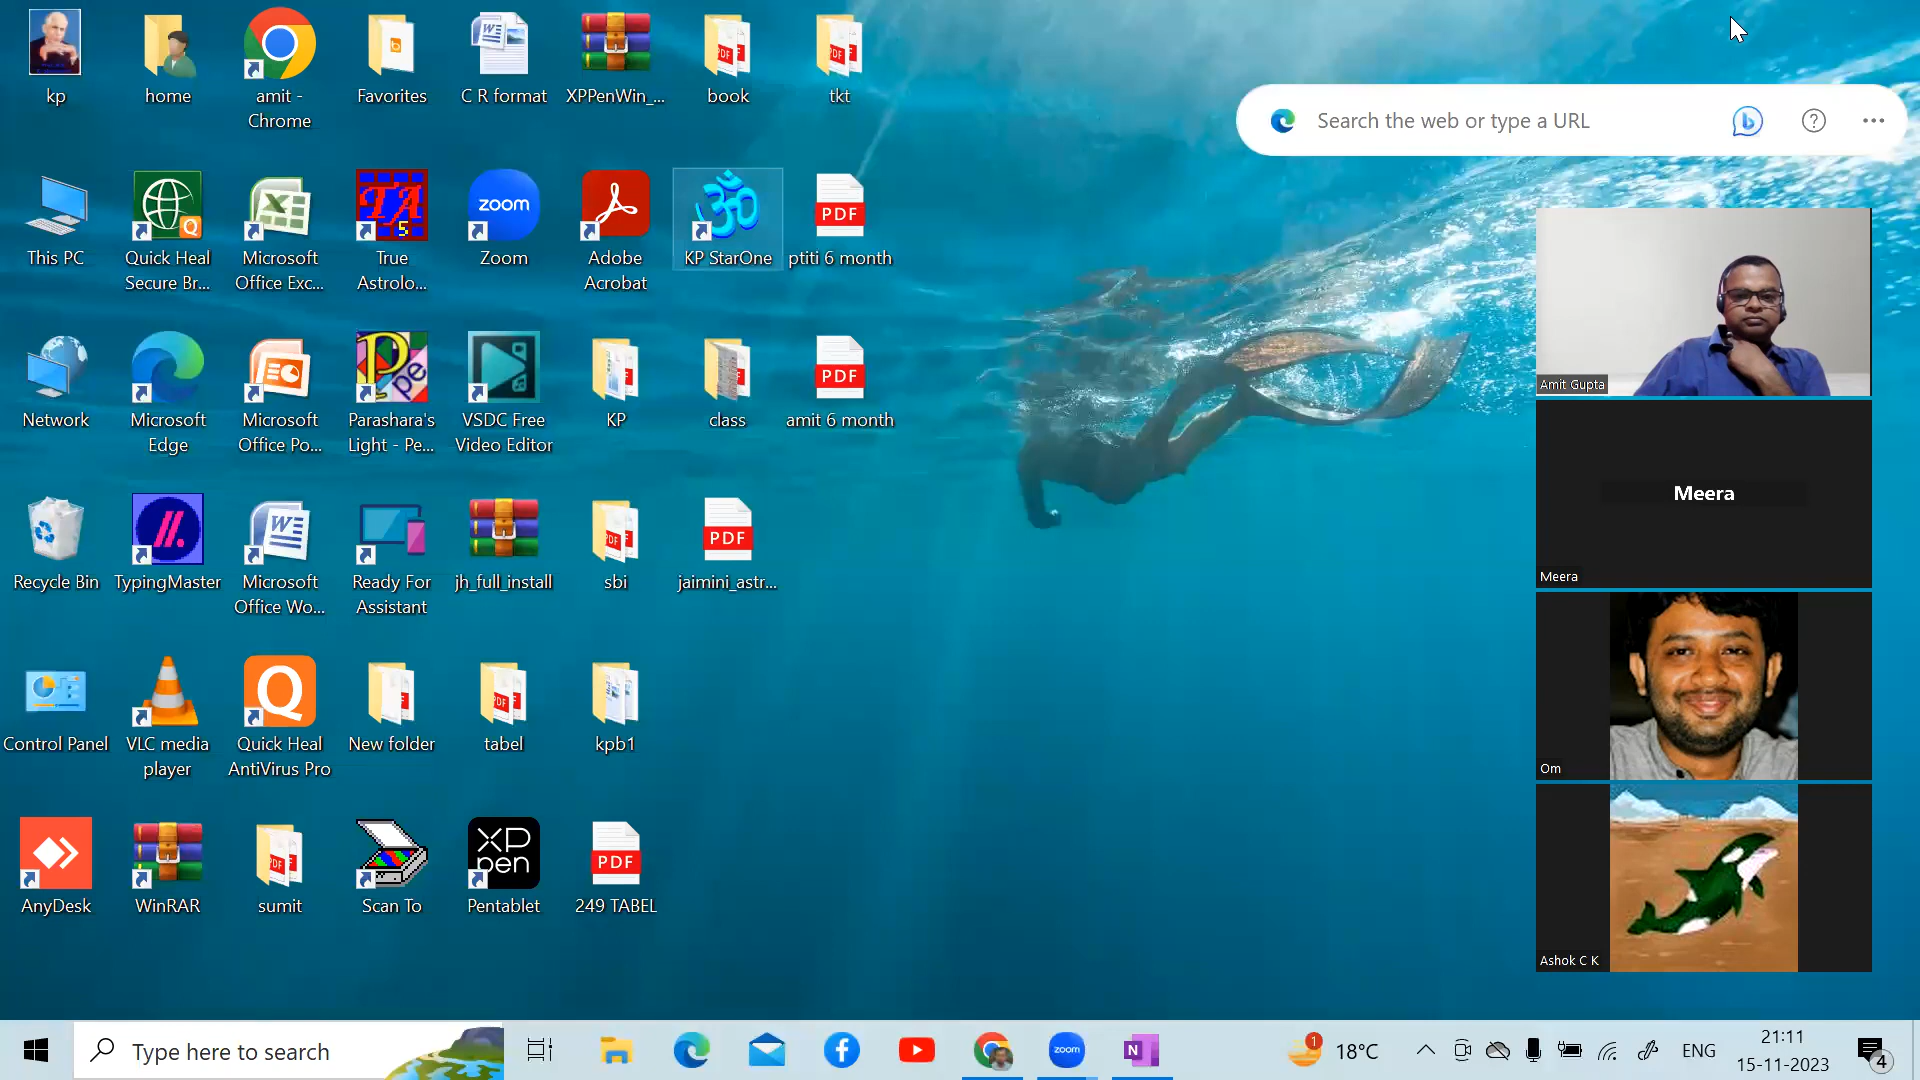 kp
home
amit -
Chrome
Favorites
C R format
XPPenWin_...
book
tkt
Search the web or type a URL
This PC
Quick Heal
Secure Br...
Microsoft
Office Exc...
TA
5
True
Astrolo...
zoom
Zoom
Adobe
Acrobat
KP StarOne
PDF
ptiti 6 month
Amit Gupta
Network
Microsoft
Edge
Microsoft
Office Po...
Parashara's
Light - Pe...
VSDC Free
Video Editor
KP
class
PDF
amit 6 month
Meera
Meera
Recycle Bin
TypingMaster
Microsoft
Office Wo...
Ready For
Assistant
jh_full_install
sbi
PDF
jaimini_astr...
Om
Control Panel
VLC media
player
Quick Heal
AntiVirus Pro
New folder
tabel
kpb1
AnyDesk
WinRAR
sumit
Scan To
XP
pen
Pentablet
PDF
249 TABEL
Ashok C K
Type here to search
zoom
N
1
18°C
ENG
21:11
15-11-2023
4